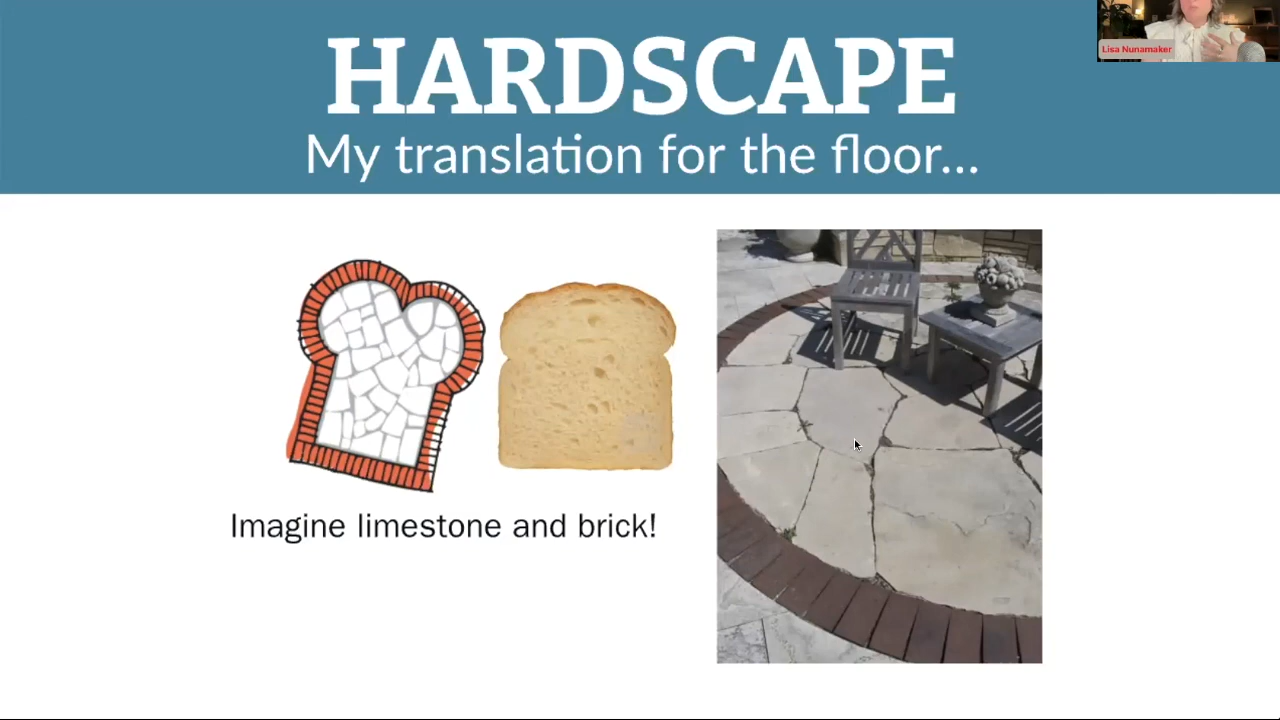 HARDSCAPE
My translation for the floor...
Lisa Nunamaker
Imagine limestone and brick!